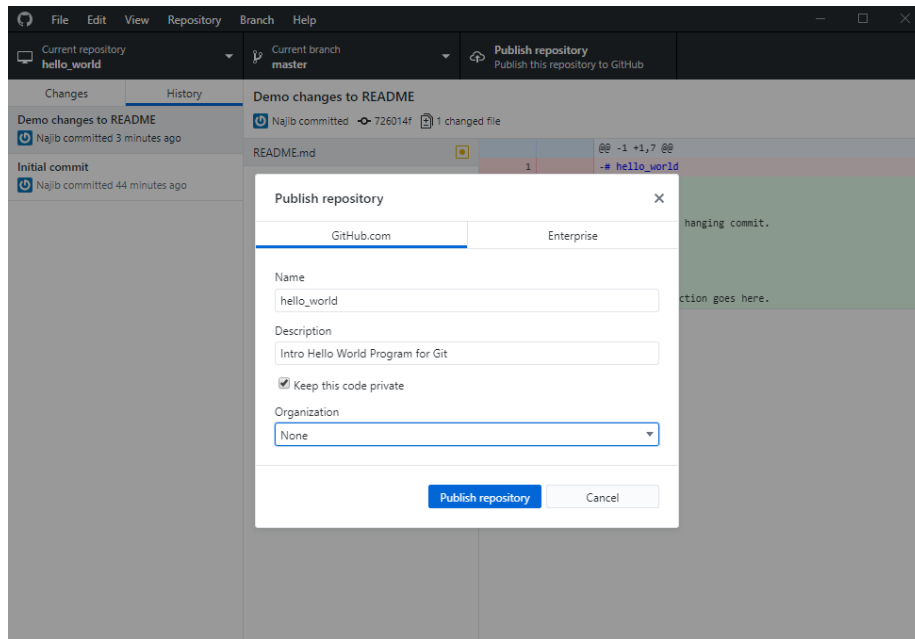 File Edit View Repository Branch Help
Current repository
hello_world
Current branch
master
Publish repository
Publish this repository to GitHub
Changes History
Demo changes to README
Najib committed 3 minutes ago
Initial commit
Najib committed 44 minutes ago
Demo changes to README
Najib committed 726014f 1 changed file
README.md
@@ -1 +1,7 @@
1 -# hello_world
hanging commit.
ction goes here.
Publish repository
GitHub.com Enterprise
Name
hello_world
Description
Intro Hello World Program for Git
Keep this code private
Organization
None
Publish repository Cancel